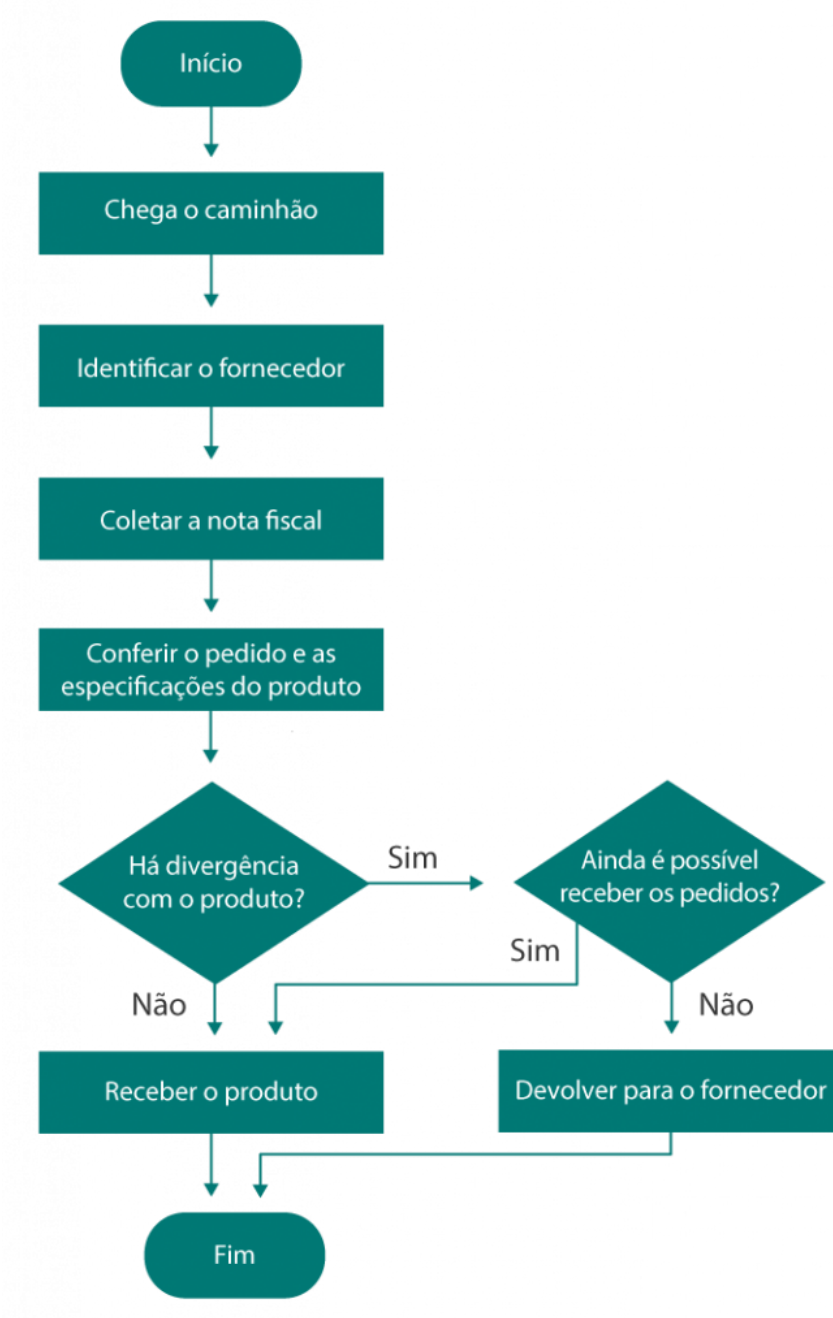 Início
Chega o caminhão
Identificar o fornecedor
Coletar a nota fiscal
Conferir o pedido e as
especificações do produto
Há divergência
com o produto?
Sim
Ainda é possível
receber os pedidos?
Sim
Não
Não
Receber o produto
Devolver para o fornecedor
Fim